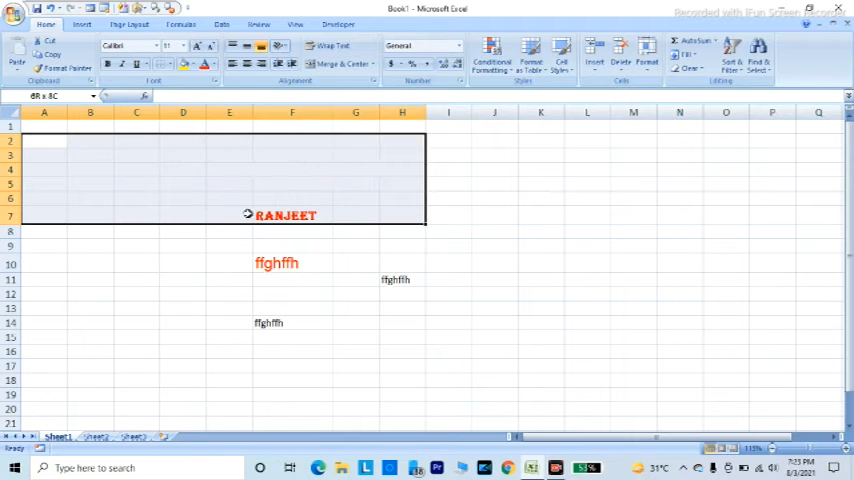 Book1 - Microsoft Excel
Recorded with iFun Screen Recorder
Home Insert Page Layout Formulas Data Review View Developer
Cut Calibri 11 Wrap Text General AutoSum
Copy Fill
Paste Format Painter Merge & Center Conditional Formatting Format as Table Cell Styles Insert Delete Format Clear Sort & Filter Find & Select
Clipboard Font Alignment Number Styles Cells Editing
6R x 8C fx
A B C D E F G H I J K L M N O P Q
1
2
3
4
5
6
7 RANJEET
8
9
10 ffghffh
11 ffghffh
12
13
14 ffghffh
15
16
17
18
19
20
21
Sheet1 Sheet2 Sheet3
Ready 115%
Type here to search 53% 31°C 7:23 PM
8/3/2021